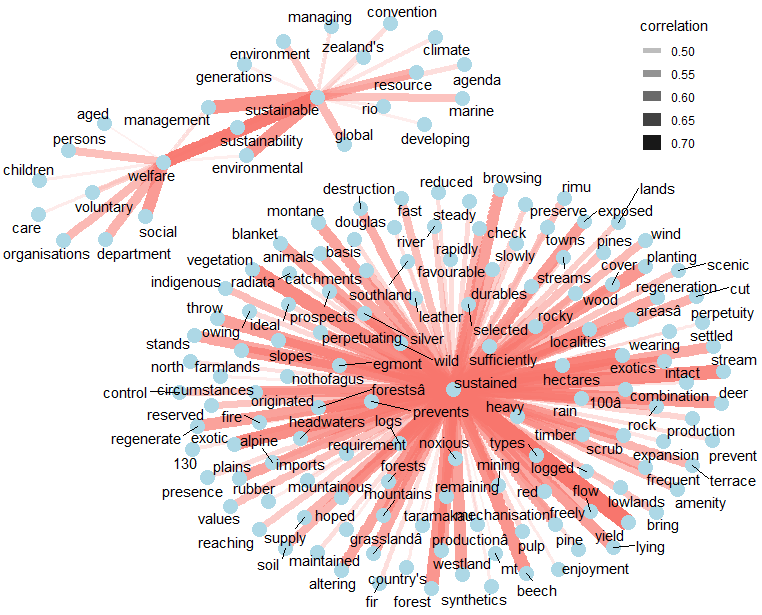 convention
managing
correlation
zealand's
climate
environment
0.50
generations
resource
agenda
0.55
0.60
aged
management
sustainable
rio
marine
0.65
persons
sustainability
global
developing
0.70
children
welfare
environmental
voluntary
care
social
organisations
department
destruction
reduced
browsing
rimu
lands
montane
douglas
fast
steady
preserve
exposed
blanket
river
check
towns
pines
wind
animals
basis
rapidly
slowly
vegetation
favourable
streams
cover
planting
scenic
indigenous
radiata
catchments
southland
durables
wood
regeneration
cut
throw
ideal
prospects
leather
selected
rocky
areasâ
perpetuity
owing
perpetuating
silver
localities
wearing
settled
stands
slopes
wild
sufficiently
north
farmlands
egmont
hectares
exotics
stream
nothofagus
intact
control
circumstances
forestsâ
sustained
originated
100â
combination
deer
reserved
fire
prevents
heavy
rain
rock
regenerate
headwaters
logs
production
exotic
alpine
requirement
noxious
types
timber
scrub
prevent
130
expansion
plains
imports
forests
mining
logged
terrace
presence
rubber
mountainous
mountains
remaining
red
flow
frequent
amenity
values
lowlands
hoped
taramakau
mechanisation
freely
bring
reaching
supply
grasslandâ
productionâ
pulp
pine
yield
lying
soil
maintained
westland
mt
altering
country's
enjoyment
fir
forest
synthetics
beech